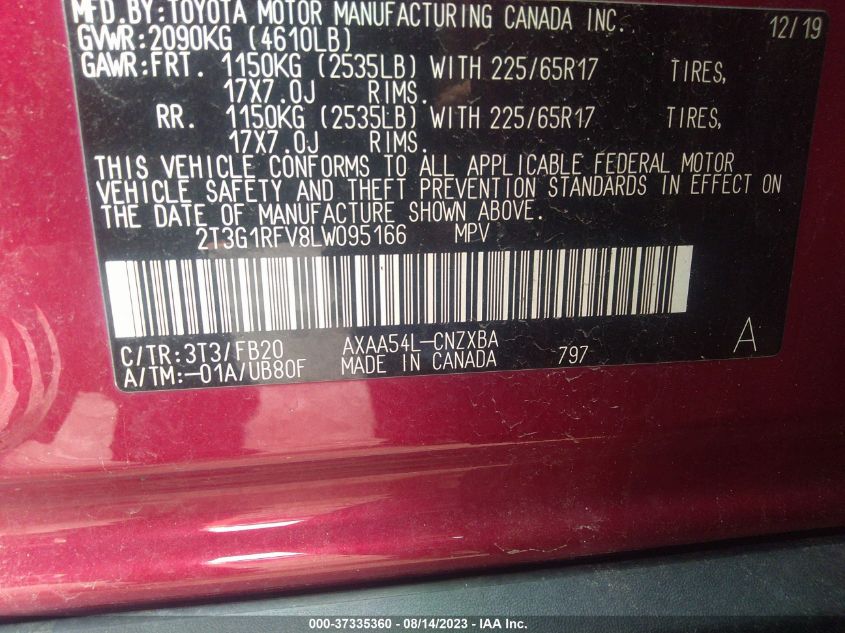 MFD.BY:TOYOTA MOTOR MANUFACTURING CANADA INC. 12/19
GVWR:2090KG (4610LB)
GAWR:FRT. 1150KG (2535LB) WITH 225/65R17 TIRES,
17X7.0J RIMS.
RR. 1150KG (2535LB) WITH 225/65R17 TIRES,
17X7.0J RIMS.
THIS VEHICLE CONFORMS TO ALL APPLICABLE FEDERAL MOTOR
VEHICLE SAFETY AND THEFT PREVENTION STANDARDS IN EFFECT ON
THE DATE OF MANUFACTURE SHOWN ABOVE.
2T3G1RFV8LW095166 MPV
C/TR:3T3/FB20 AXAA54L-CNZXBA
A/TM:-01A/UB80F MADE IN CANADA 797 A
000-37335360 - 08/14/2023 - IAA Inc.